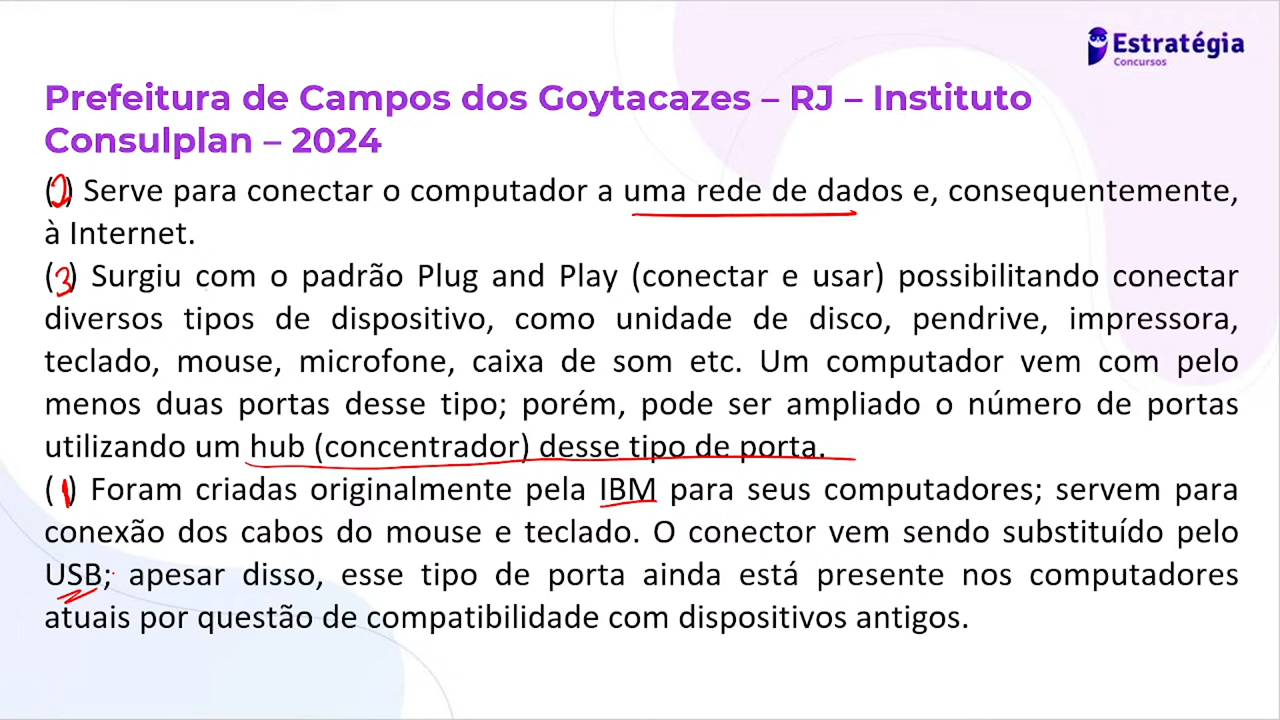 Estratégia
Concursos
Prefeitura de Campos dos Goytacazes – RJ – Instituto
Consulplan – 2024
(2) Serve para conectar o computador a uma rede de dados e, consequentemente,
à Internet.
(3) Surgiu com o padrão Plug and Play (conectar e usar) possibilitando conectar
diversos tipos de dispositivo, como unidade de disco, pendrive, impressora,
teclado, mouse, microfone, caixa de som etc. Um computador vem com pelo
menos duas portas desse tipo; porém, pode ser ampliado o número de portas
utilizando um hub (concentrador) desse tipo de porta.
(1) Foram criadas originalmente pela IBM para seus computadores; servem para
conexão dos cabos do mouse e teclado. O conector vem sendo substituído pelo
USB; apesar disso, esse tipo de porta ainda está presente nos computadores
atuais por questão de compatibilidade com dispositivos antigos.